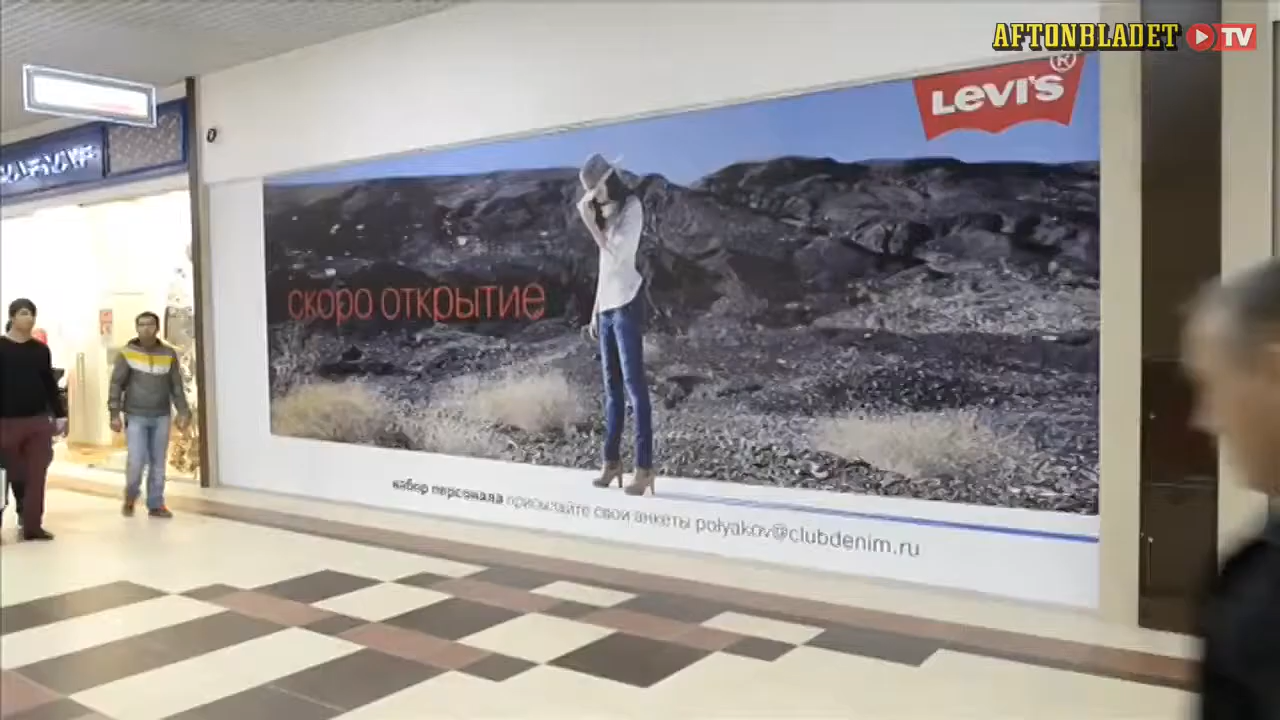 AFTONBLADET TV
LEVI'S®
скоро открытие
набор персонала присылайте свои анкеты polyakov@clubdenim.ru